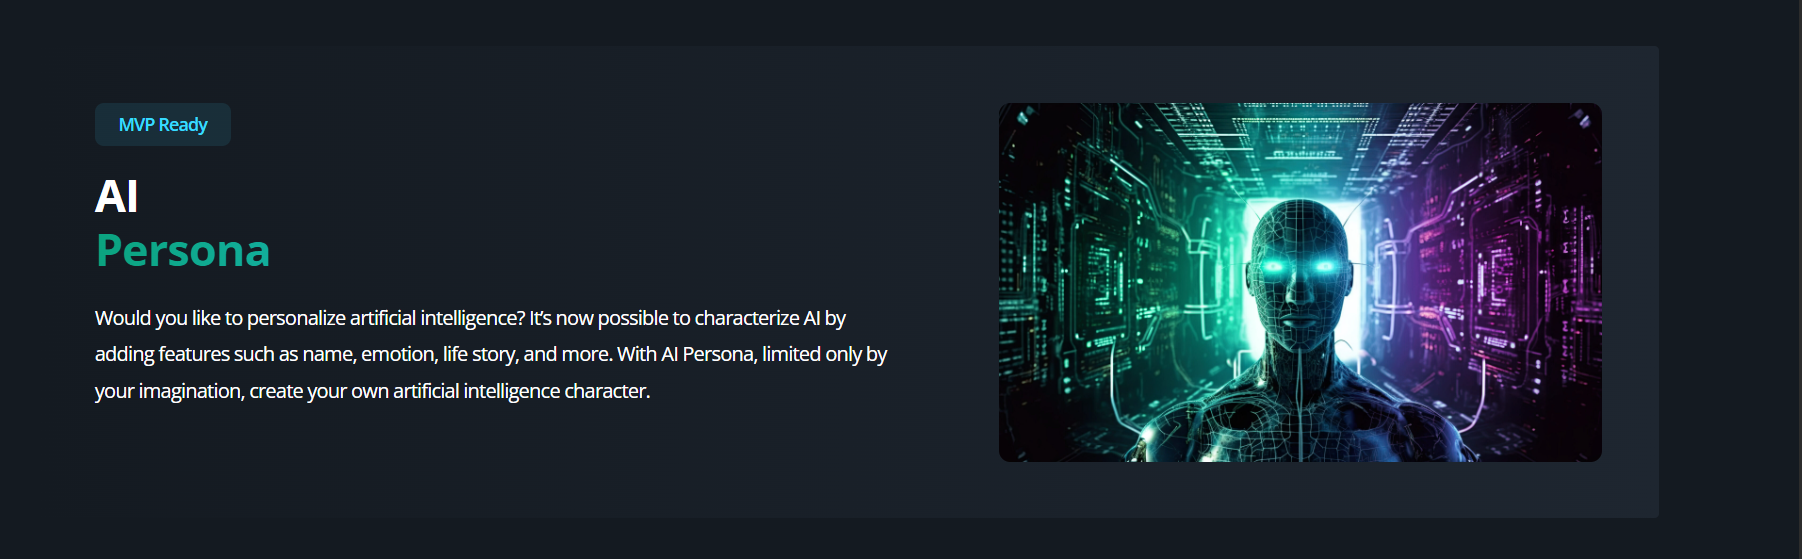 MVP Ready
AI
Persona
Would you like to personalize artificial intelligence? It’s now possible to characterize AI by
adding features such as name, emotion, life story, and more. With AI Persona, limited only by
your imagination, create your own artificial intelligence character.